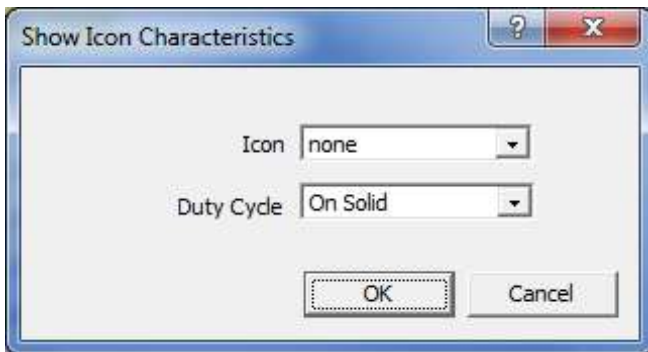 Show Icon Characteristics ? X
Icon none
Duty Cycle On Solid
OK Cancel